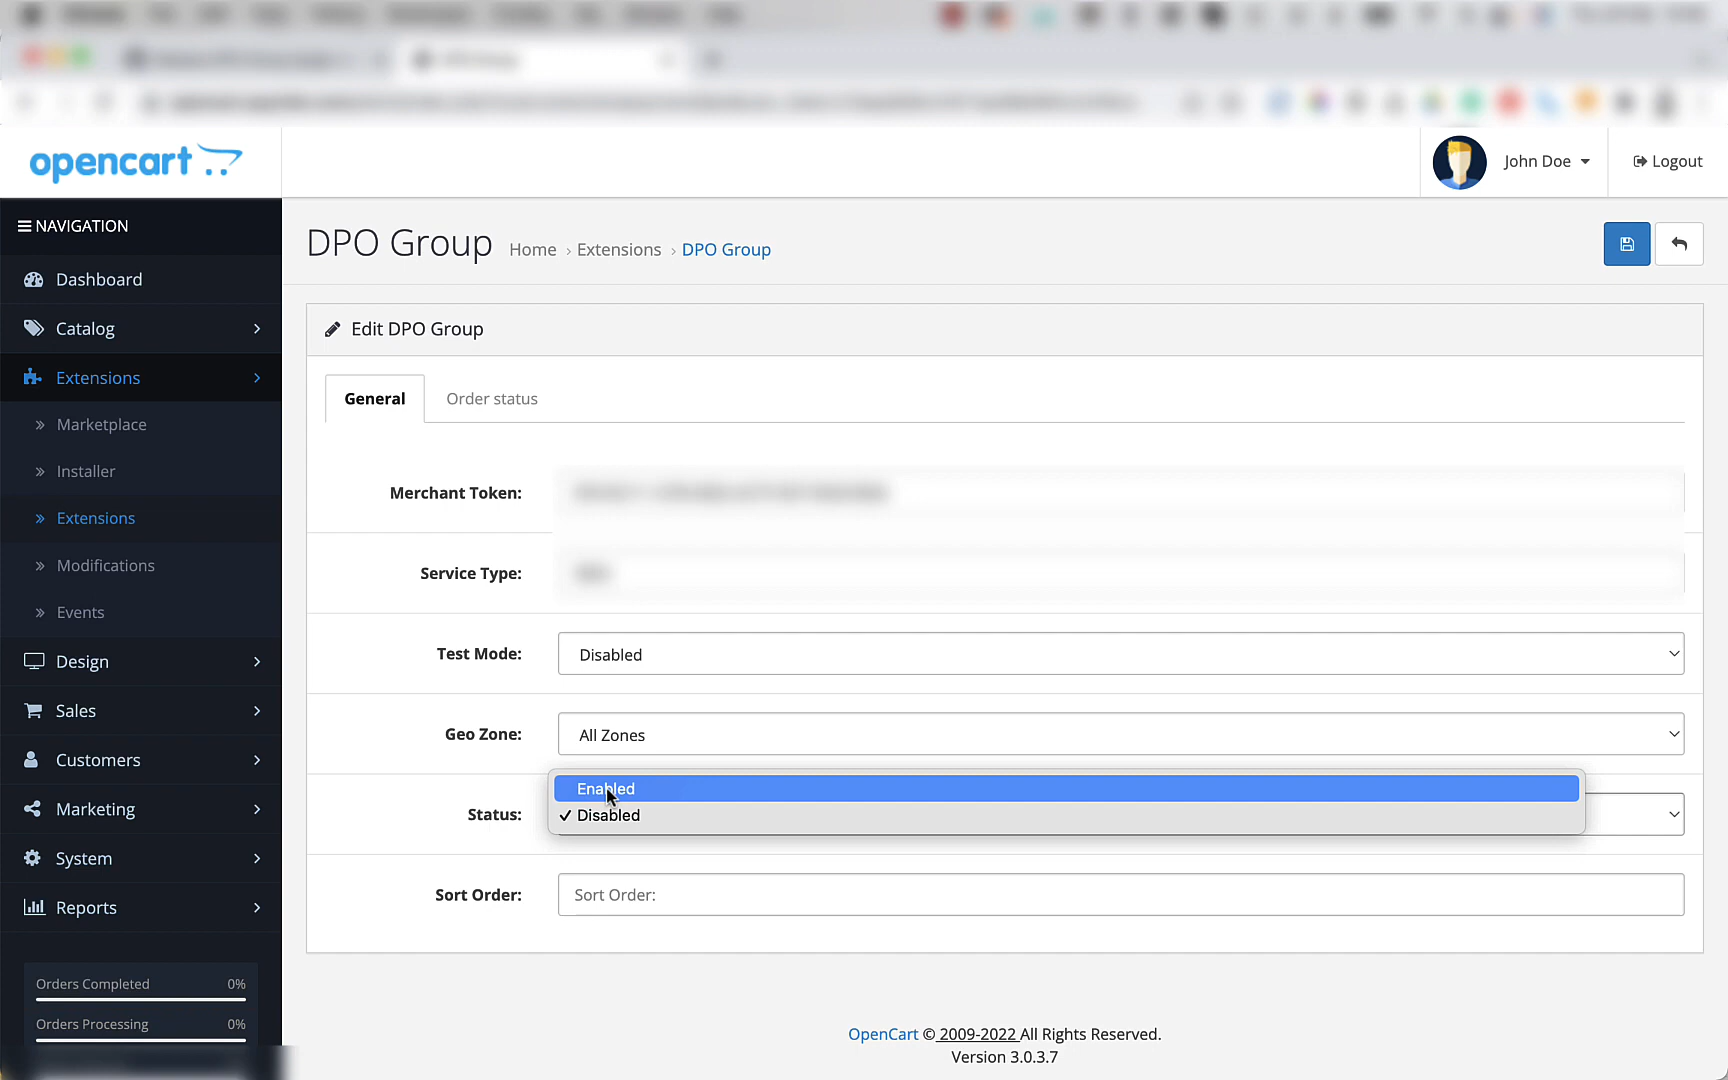 opencart
John Doe
Logout
NAVIGATION
Dashboard
Catalog
Extensions
Marketplace
Installer
Extensions
Modifications
Events
Design
Sales
Customers
Marketing
System
Reports
Orders Completed 0%
Orders Processing 0%
DPO Group Home › Extensions › DPO Group
Edit DPO Group
General Order status
Merchant Token:
Service Type:
Test Mode: Disabled
Geo Zone: All Zones
Enabled
Status: ✓ Disabled
Sort Order: Sort Order:
OpenCart © 2009-2022 All Rights Reserved.
Version 3.0.3.7